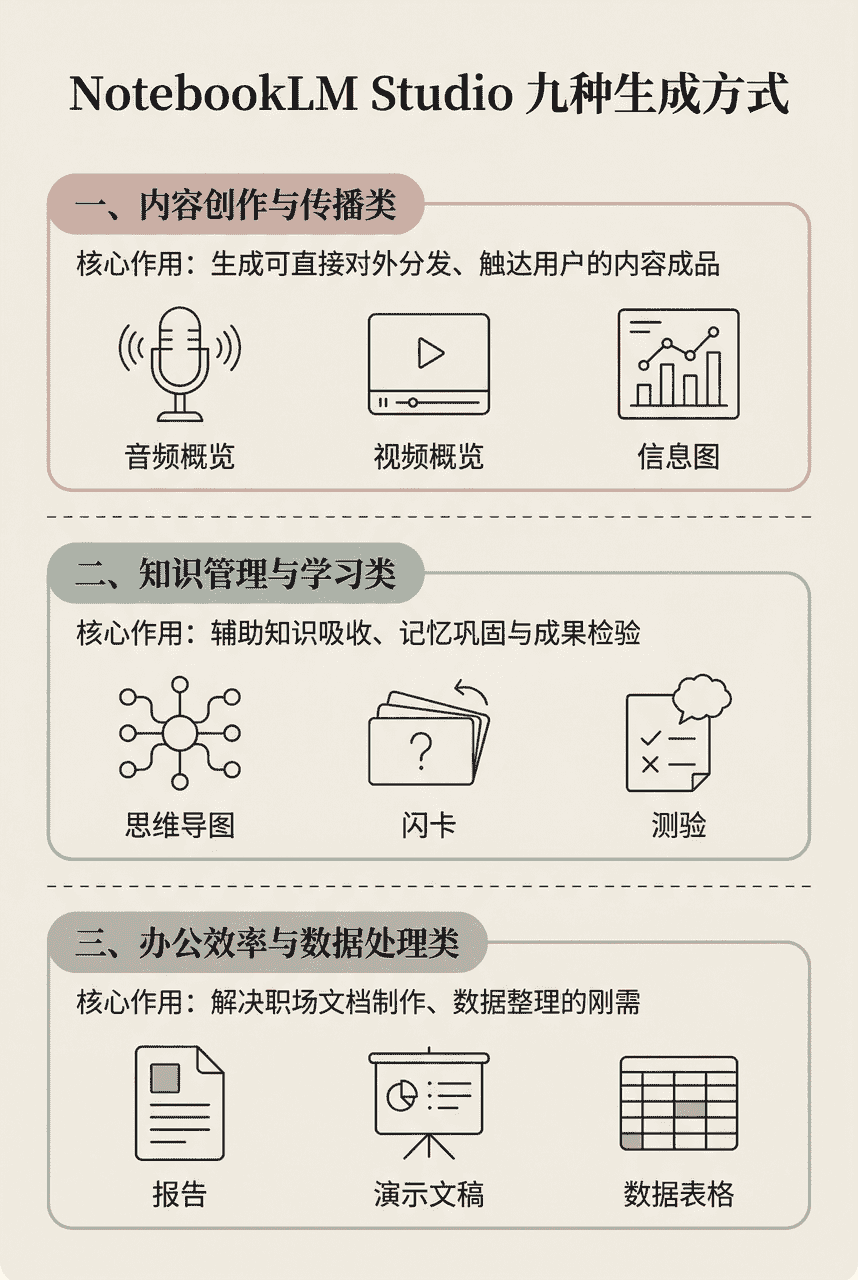 NotebookLM Studio 九种生成方式
一、内容创作与传播类
核心作用：生成可直接对外分发、触达用户的内容成品
音频概览
视频概览
信息图
二、知识管理与学习类
核心作用：辅助知识吸收、记忆巩固与成果检验
思维导图
?
闪卡
测验
三、办公效率与数据处理类
核心作用：解决职场文档制作、数据整理的刚需
报告
演示文稿
数据表格